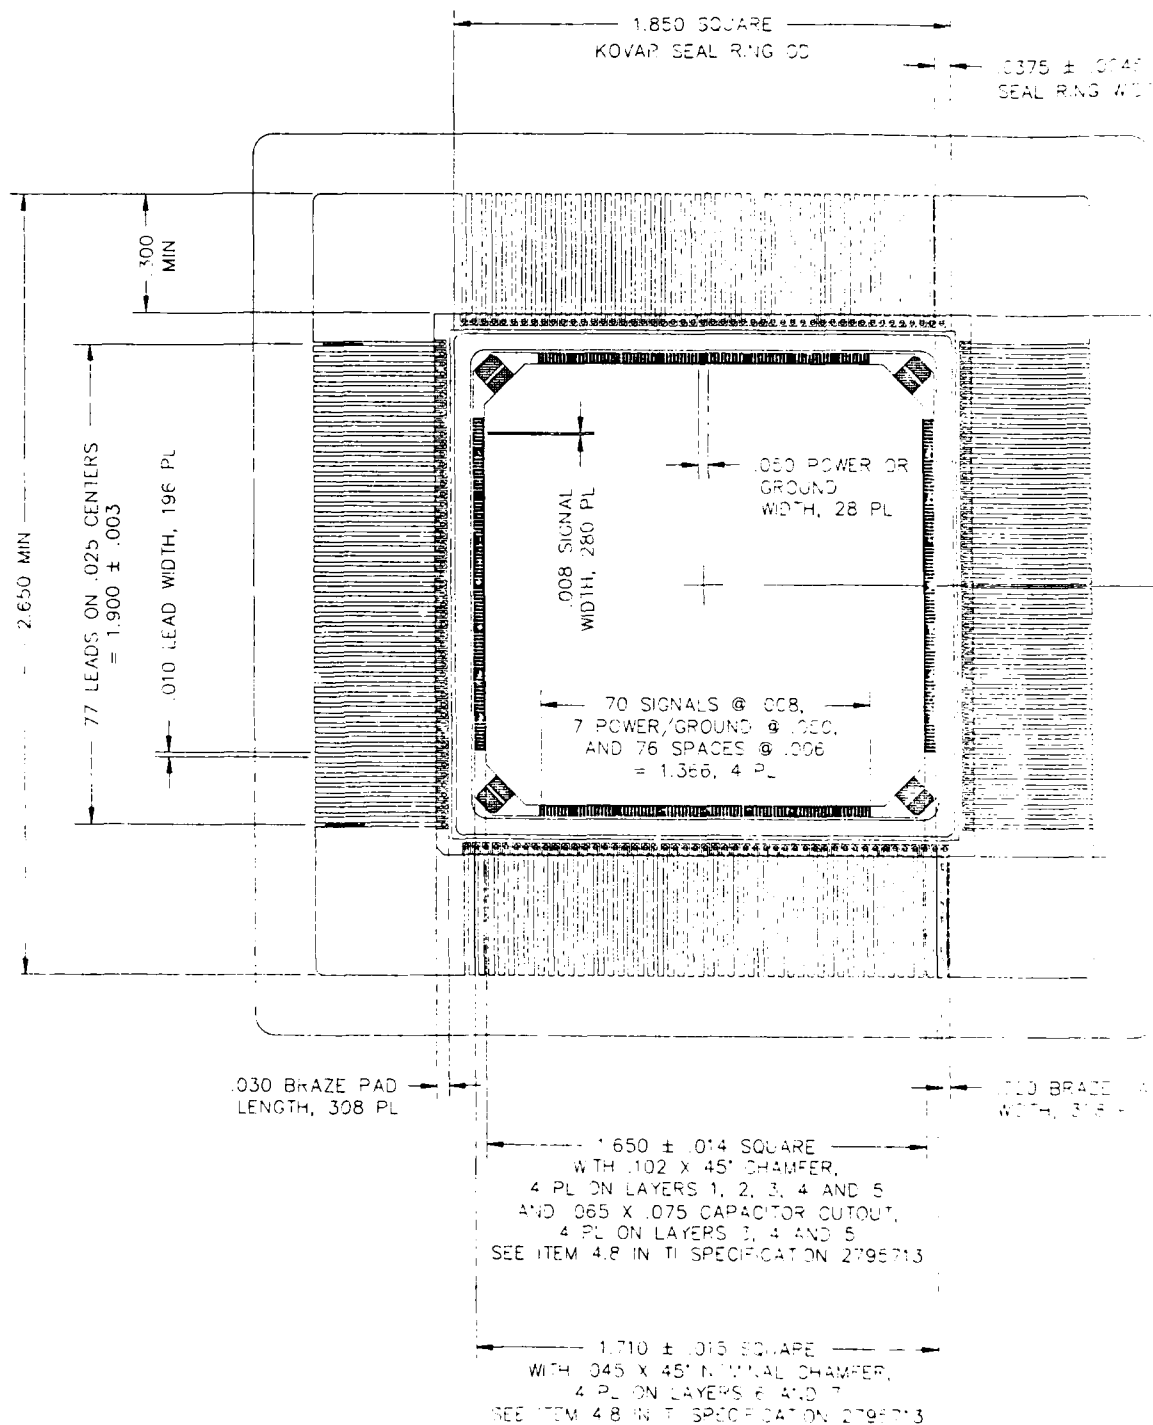 1.850 SQUARE
KOVAR SEAL RING OD
.0375 ±
SEAL RING
.300
MIN
2.650 MIN
77 LEADS ON .025 CENTERS
= 1.900 ± .003
.010 LEAD WIDTH, 196 PL
.008 SIGNAL
WIDTH, 280 PL
.050 POWER OR
GROUND
WIDTH, 28 PL
70 SIGNALS @ .008,
7 POWER/GROUND @ .050,
AND 76 SPACES @ .006
= 1.366, 4 PL
.030 BRAZE PAD
LENGTH, 308 PL
BRAZE
WIDTH,
1.650 ± .014 SQUARE
WITH .102 X 45° CHAMFER,
4 PL ON LAYERS 1, 2, 3, 4 AND 5
AND .065 X .075 CAPACITOR CUTOUT,
4 PL ON LAYERS 3, 4 AND 5
SEE ITEM 4.8 IN TI SPECIFICATION 2795713
1.710 ± .015 SQUARE
WITH .045 X 45° NOMINAL CHAMFER,
4 PL ON LAYERS 6 AND 7
SEE ITEM 4.8 IN TI SPECIFICATION 2795713